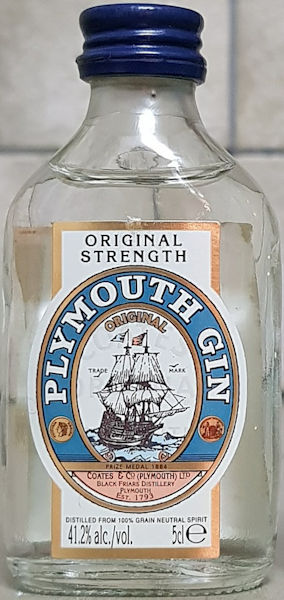 ORIGINAL
STRENGTH
PLYMOUTH GIN
ORIGINAL
TRADE MARK
PRIZE MEDAL 1884
COATES & Co (PLYMOUTH) LTD
BLACK FRIARS DISTILLERY
PLYMOUTH
EST. 1793
DISTILLED FROM 100% GRAIN NEUTRAL SPIRIT
41.2% alc./vol. 5cl e